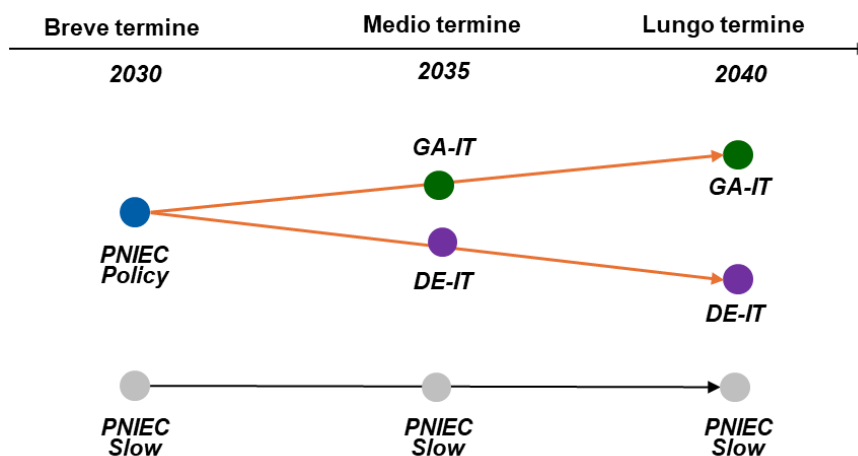 Breve termine
Medio termine
Lungo termine
2030
2035
2040
GA-IT
GA-IT
PNIEC
Policy
DE-IT
DE-IT
PNIEC
Slow
PNIEC
Slow
PNIEC
Slow